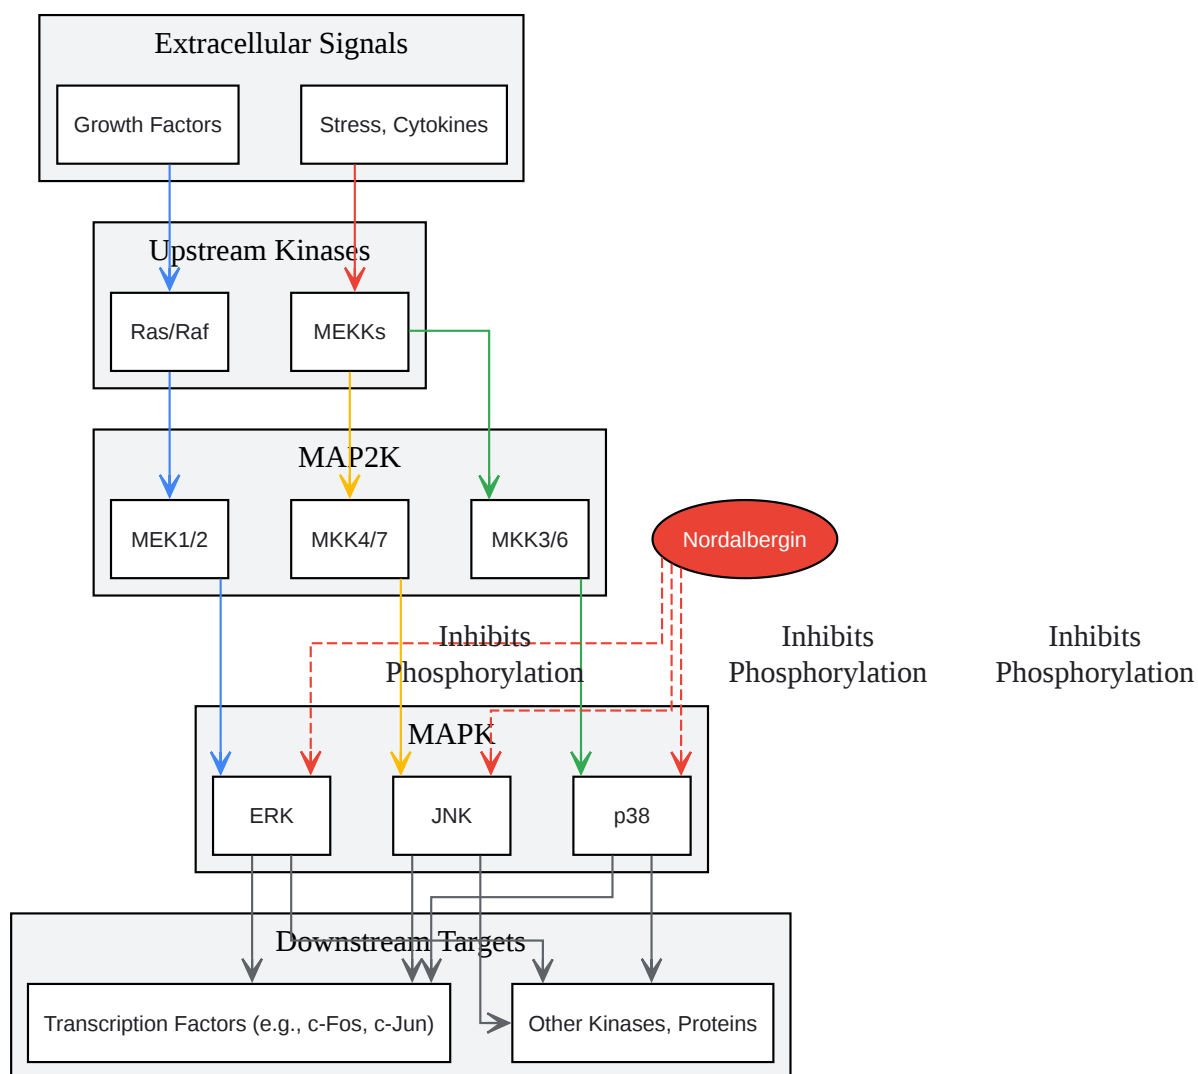 Extracellular Signals
Growth Factors
Stress, Cytokines
Upstream Kinases
Ras/Raf
MEKKs
MAP2K
MEK1/2
MKK4/7
MKK3/6
Nordalbergin
Inhibits
Phosphorylation
Inhibits
Phosphorylation
Inhibits
Phosphorylation
MAPK
ERK
JNK
p38
Downstream Targets
Transcription Factors (e.g., c-Fos, c-Jun)
Other Kinases, Proteins